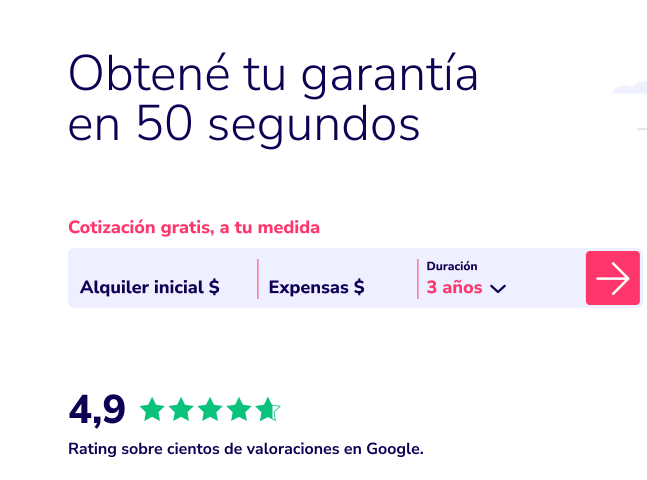 Obtené tu garantía
en 50 segundos
Cotización gratis, a tu medida
Alquiler inicial $
Expensas $
Duración
3 años
4,9
Rating sobre cientos de valoraciones en Google.